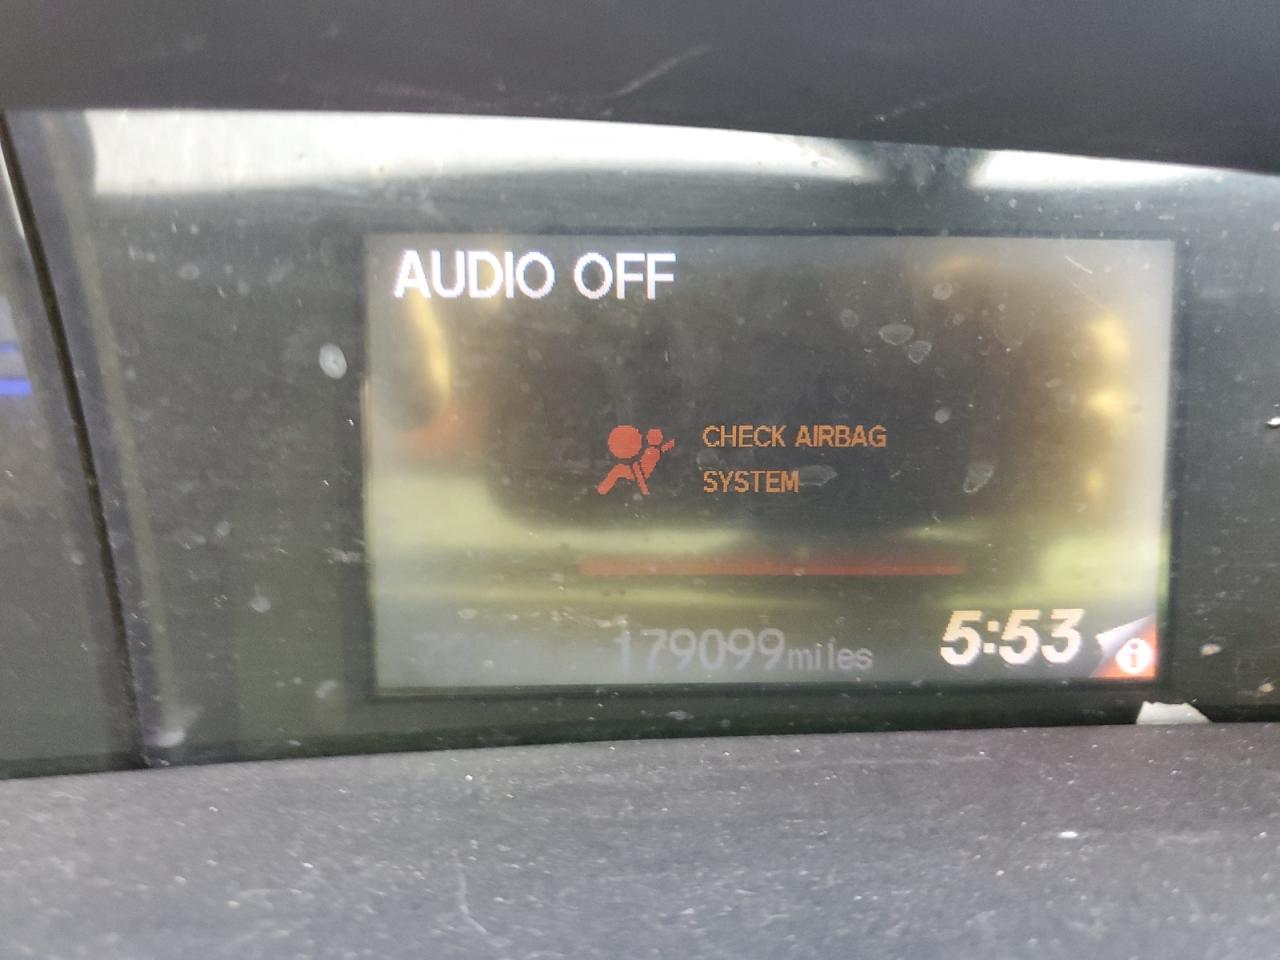 AUDIO OFF
CHECK AIRBAG
SYSTEM
179099miles
5:53
i